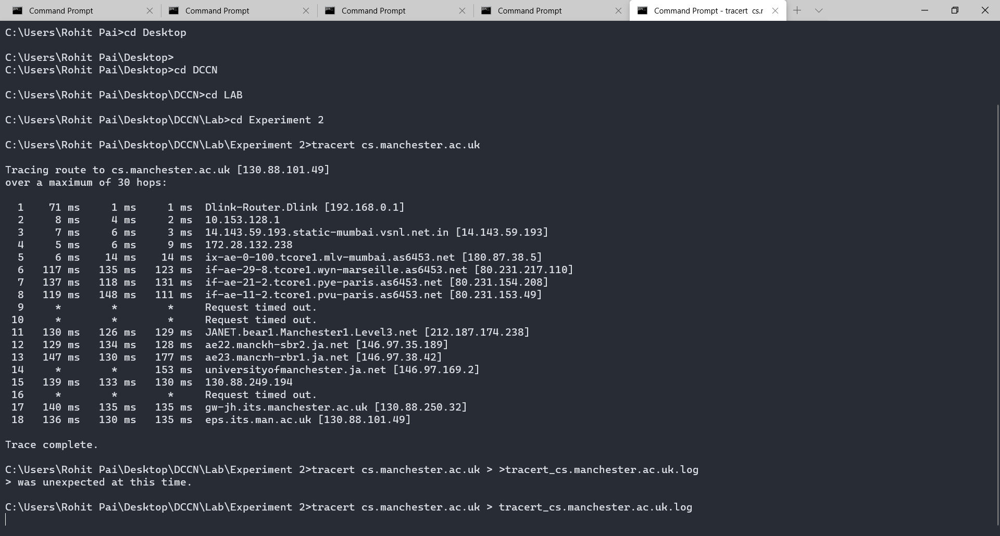 Command Prompt
Command Prompt
Command Prompt
Command Prompt
Command Prompt - tracert  cs.r
C:\Users\Rohit Pai>cd Desktop
C:\Users\Rohit Pai\Desktop>
C:\Users\Rohit Pai\Desktop>cd DCCN
C:\Users\Rohit Pai\Desktop\DCCN>cd LAB
C:\Users\Rohit Pai\Desktop\DCCN\Lab>cd Experiment 2
C:\Users\Rohit Pai\Desktop\DCCN\Lab\Experiment 2>tracert cs.manchester.ac.uk
Tracing route to cs.manchester.ac.uk [130.88.101.49]
over a maximum of 30 hops:
  1    71 ms     1 ms     1 ms  Dlink-Router.Dlink [192.168.0.1]
  2     8 ms     4 ms     2 ms  10.153.128.1
  3     7 ms     6 ms     3 ms  14.143.59.193.static-mumbai.vsnl.net.in [14.143.59.193]
  4     5 ms     6 ms     9 ms  172.28.132.238
  5     6 ms    14 ms    14 ms  ix-ae-0-100.tcore1.mlv-mumbai.as6453.net [180.87.38.5]
  6   117 ms   135 ms   123 ms  if-ae-29-8.tcore1.wyn-marseille.as6453.net [80.231.217.110]
  7   137 ms   118 ms   131 ms  if-ae-21-2.tcore1.pye-paris.as6453.net [80.231.154.208]
  8   119 ms   148 ms   111 ms  if-ae-11-2.tcore1.pvu-paris.as6453.net [80.231.153.49]
  9     *        *        *     Request timed out.
 10     *        *        *     Request timed out.
 11   130 ms   126 ms   129 ms  JANET.bear1.Manchester1.Level3.net [212.187.174.238]
 12   129 ms   134 ms   128 ms  ae22.manckh-sbr2.ja.net [146.97.35.189]
 13   147 ms   130 ms   177 ms  ae23.mancrh-rbr1.ja.net [146.97.38.42]
 14     *        *      153 ms  universityofmanchester.ja.net [146.97.169.2]
 15   139 ms   133 ms   130 ms  130.88.249.194
 16     *        *        *     Request timed out.
 17   140 ms   135 ms   135 ms  gw-jh.its.manchester.ac.uk [130.88.250.32]
 18   136 ms   130 ms   135 ms  eps.its.man.ac.uk [130.88.101.49]
Trace complete.
C:\Users\Rohit Pai\Desktop\DCCN\Lab\Experiment 2>tracert cs.manchester.ac.uk > >tracert_cs.manchester.ac.uk.log
> was unexpected at this time.
C:\Users\Rohit Pai\Desktop\DCCN\Lab\Experiment 2>tracert cs.manchester.ac.uk > tracert_cs.manchester.ac.uk.log